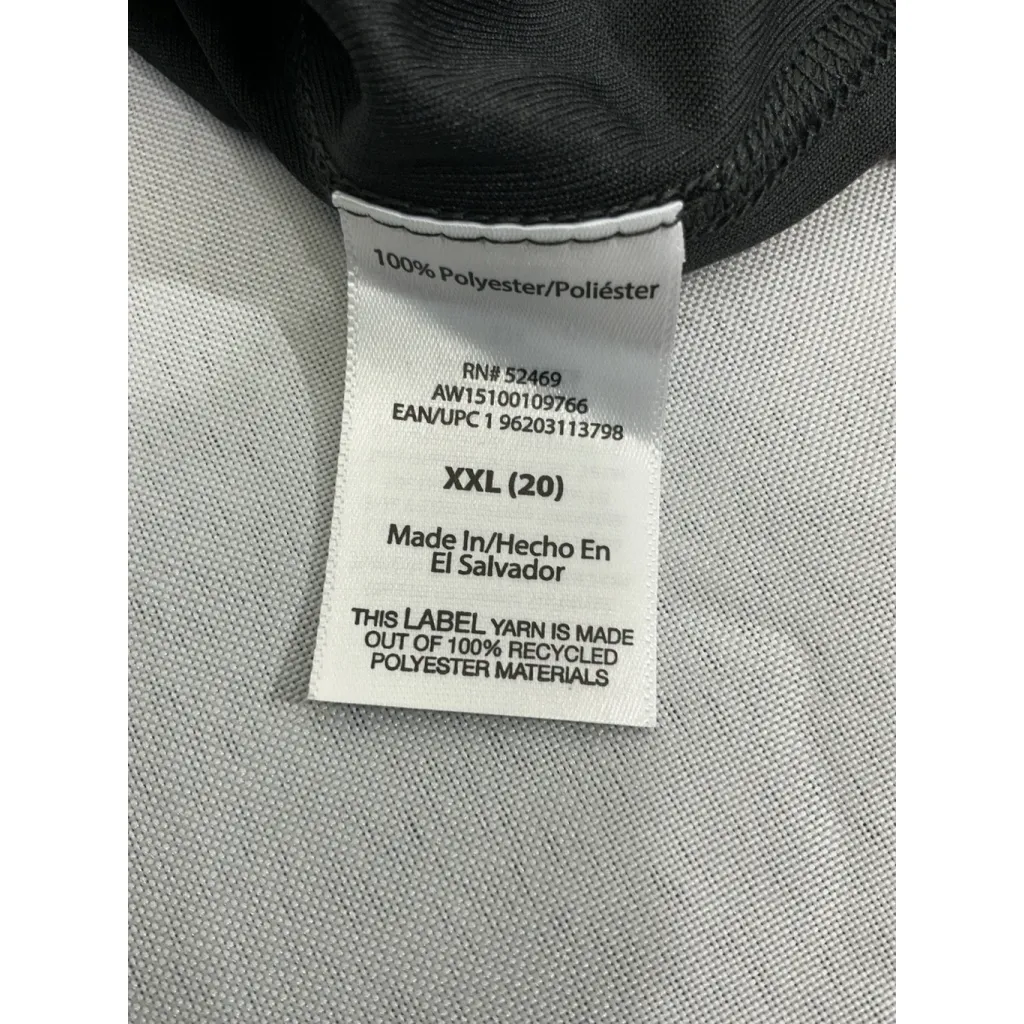 100% Polyester/Poliéster
RN# 52469
AW15100109766
EAN/UPC 1 96203113798
XXL (20)
Made In/Hecho En
El Salvador
THIS LABEL YARN IS MADE
OUT OF 100% RECYCLED
POLYESTER MATERIALS